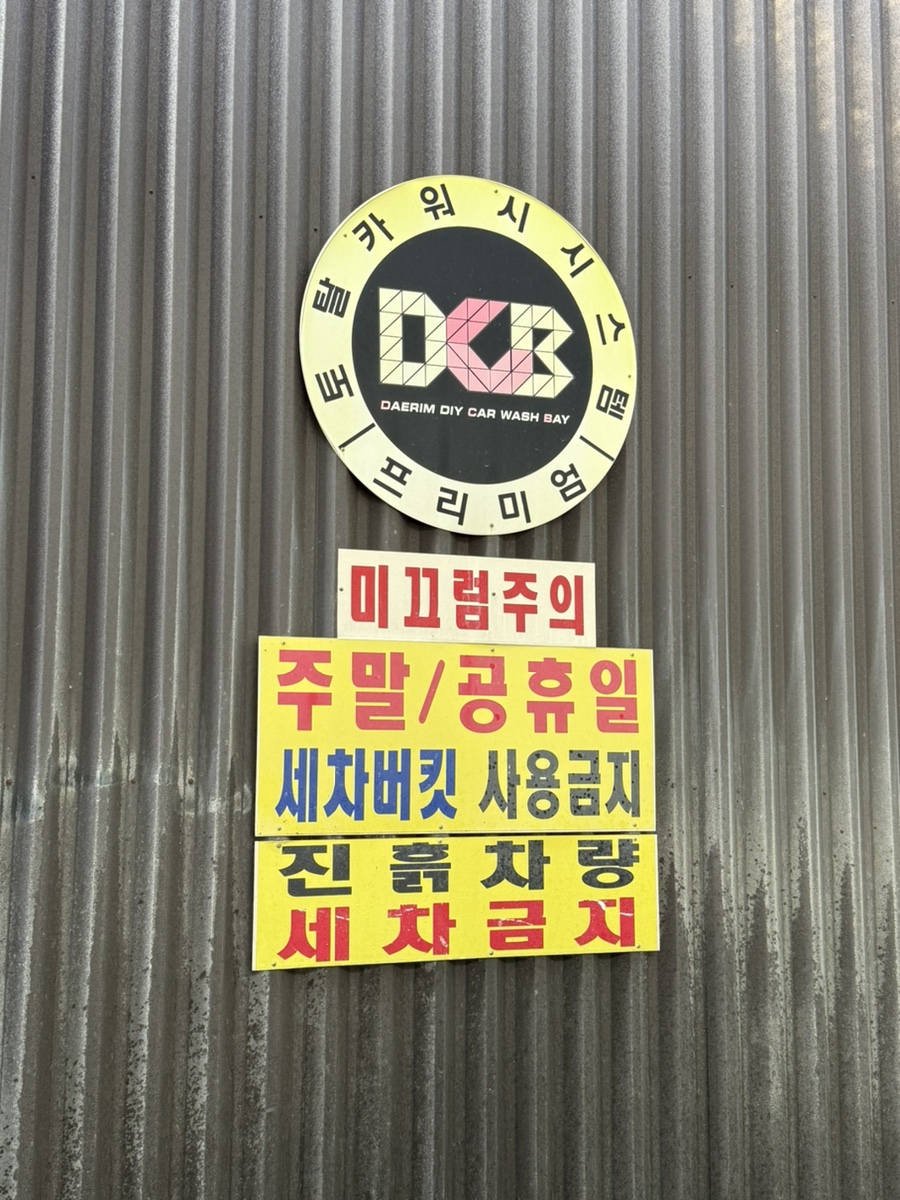 토탈카워시시스템
DCB
DAERIM DIY CAR WASH BAY
프리미엄
미끄럼주의
주말/공휴일
세차버킷 사용금지
진흙차량
세차금지